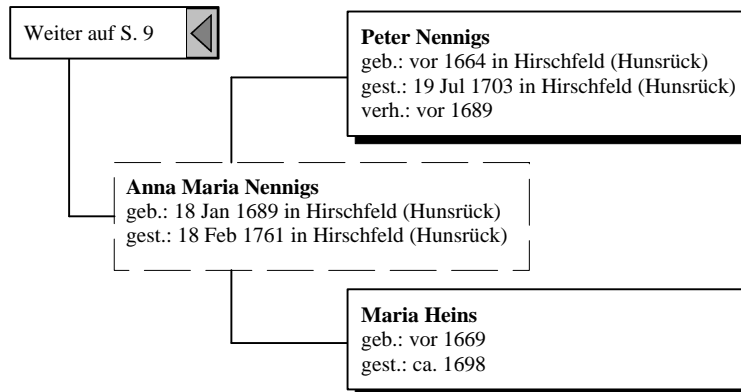 Weiter auf S. 9
Peter Nennigs
geb.: vor 1664 in Hirschfeld (Hunsrück)
gest.: 19 Jul 1703 in Hirschfeld (Hunsrück)
verh.: vor 1689
Anna Maria Nennigs
geb.: 18 Jan 1689 in Hirschfeld (Hunsrück)
gest.: 18 Feb 1761 in Hirschfeld (Hunsrück)
Maria Heins
geb.: vor 1669
gest.: ca. 1698